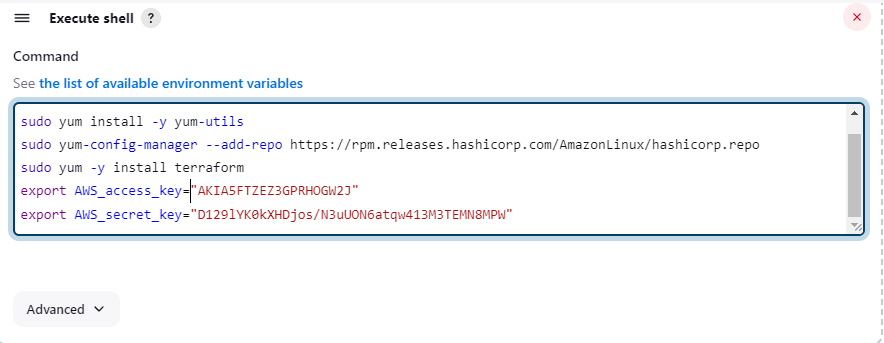 Execute shell ?
Command
See the list of available environment variables
sudo yum install -y yum-utils
sudo yum-config-manager --add-repo https://rpm.releases.hashicorp.com/AmazonLinux/hashicorp.repo
sudo yum -y install terraform
export AWS_access_key="AKIA5FTZEZ3GPRHOGW2J"
export AWS_secret_key="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"
Advanced